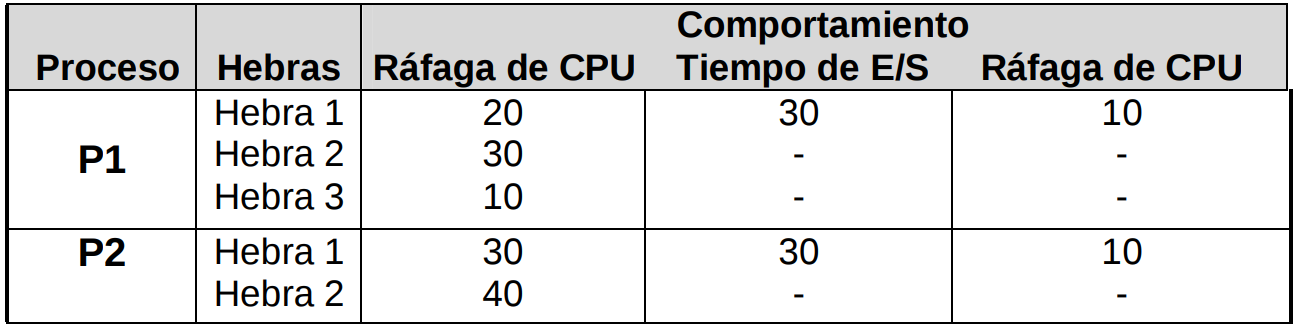 Comportamiento
Proceso Hebras Ráfaga de CPU Tiempo de E/S Ráfaga de CPU
P1 Hebra 1 20 30 10
Hebra 2 30 - -
Hebra 3 10 - -
P2 Hebra 1 30 30 10
Hebra 2 40 - -